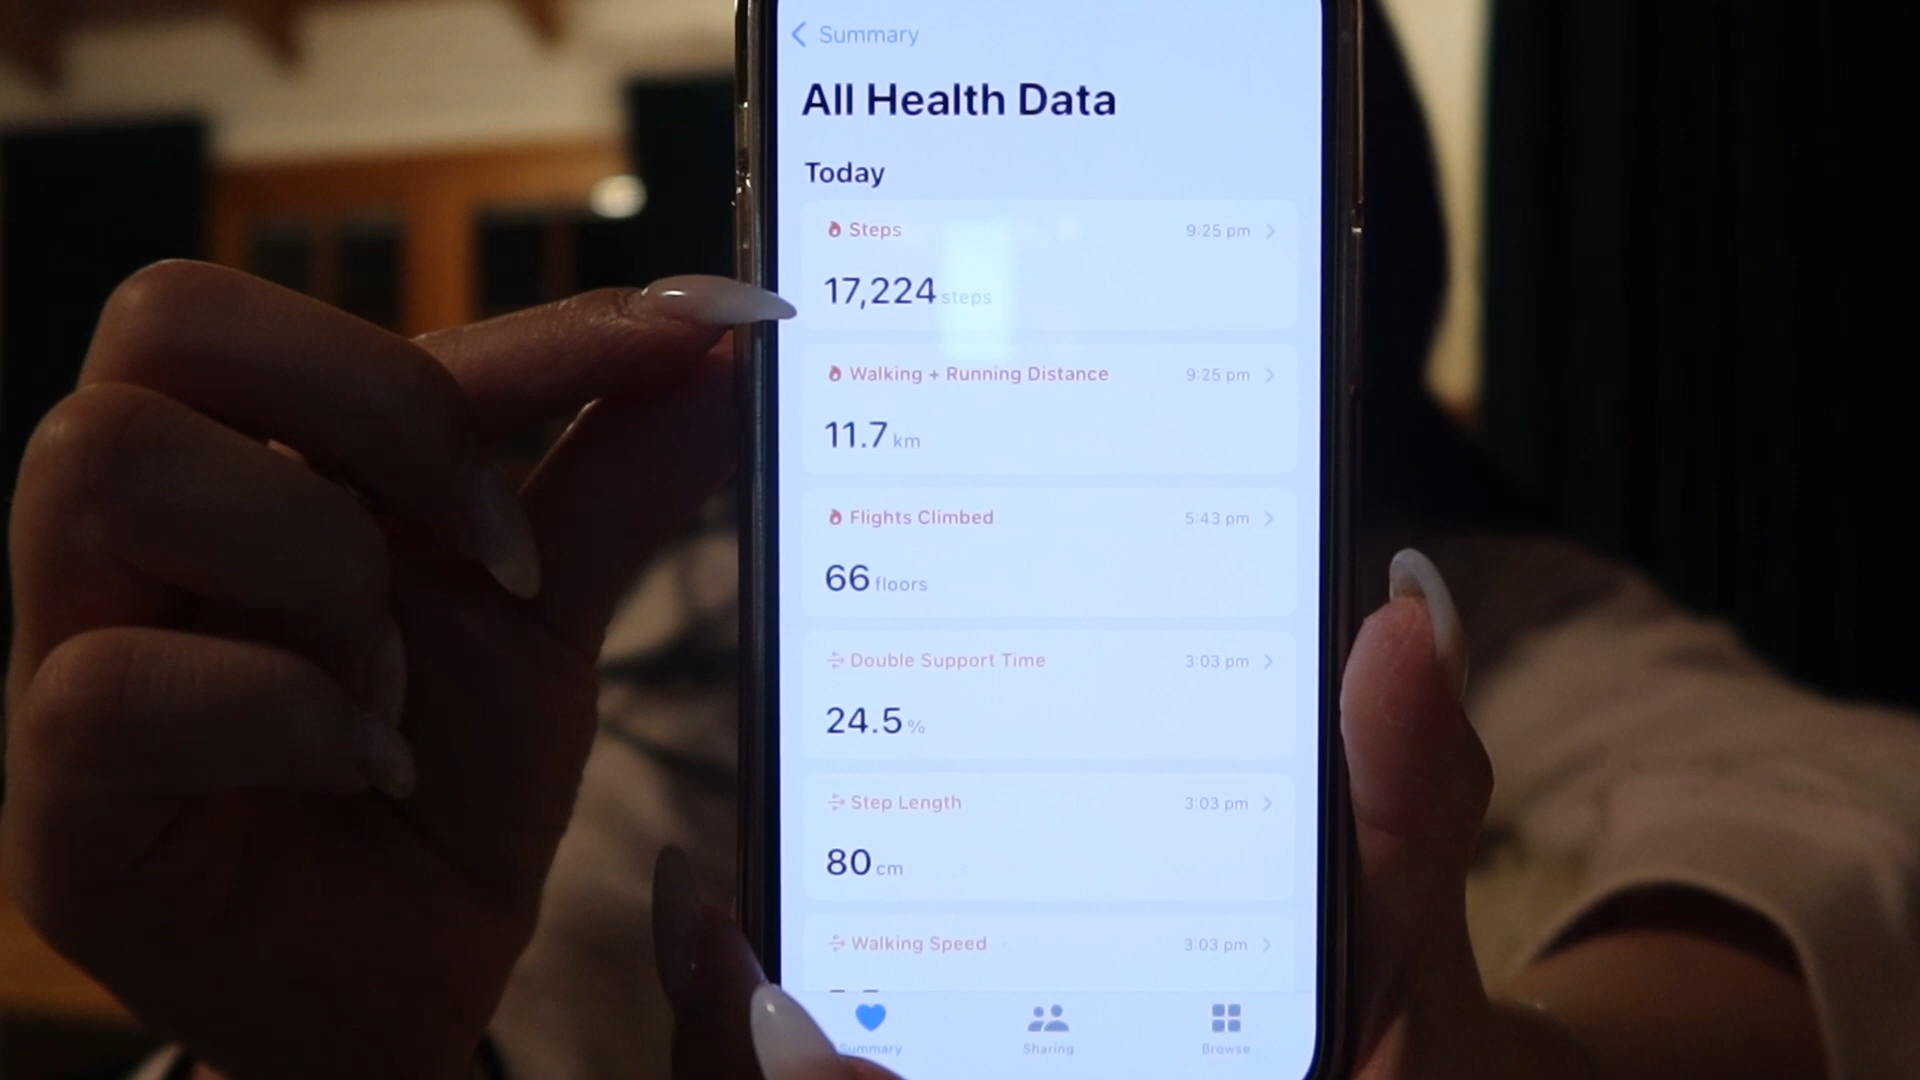 Summary
All Health Data
Today
Steps 9:25 pm
17,224 steps
Walking + Running Distance 9:25 pm
11.7 km
Flights Climbed 5:43 pm
66 floors
Double Support Time 3:03 pm
24.5 %
Step Length 3:03 pm
80 cm
Walking Speed 3:03 pm
Summary Sharing Browse